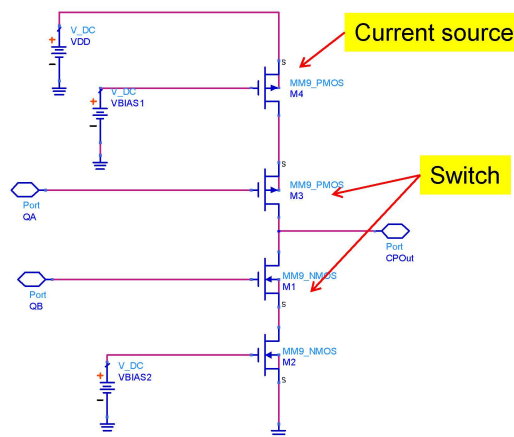 V_DC
VDD
Current source
S
MM9_PMOS
M4
V_DC
VBIAS1
S
MM9_PMOS
M3
Switch
Port
QA
Port
CPOut
MM9_NMOS
M1
Port
QB
S
MM9_NMOS
M2
V_DC
VBIAS2
S